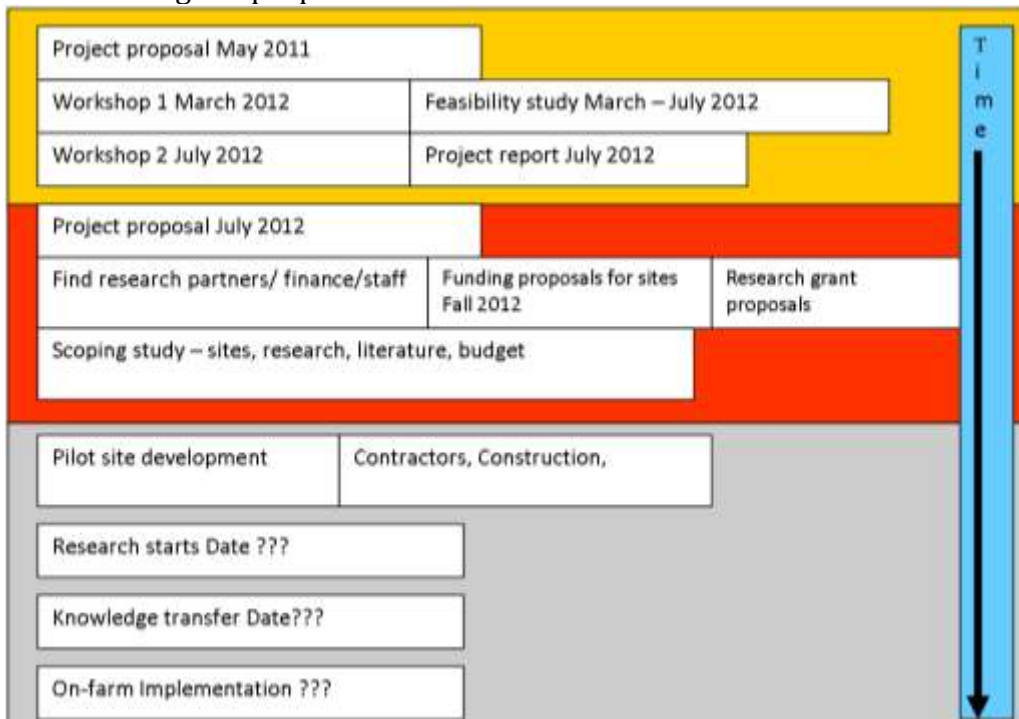 Project proposal May 2011
Workshop 1 March 2012
Feasibility study March – July 2012
Workshop 2 July 2012
Project report July 2012
Project proposal July 2012
Find research partners/ finance/staff
Funding proposals for sites
Fall 2012
Research grant
proposals
Scoping study – sites, research, literature, budget
Pilot site development
Contractors, Construction,
Research starts Date ???
Knowledge transfer Date???
On-farm Implementation ???
T
i
m
e